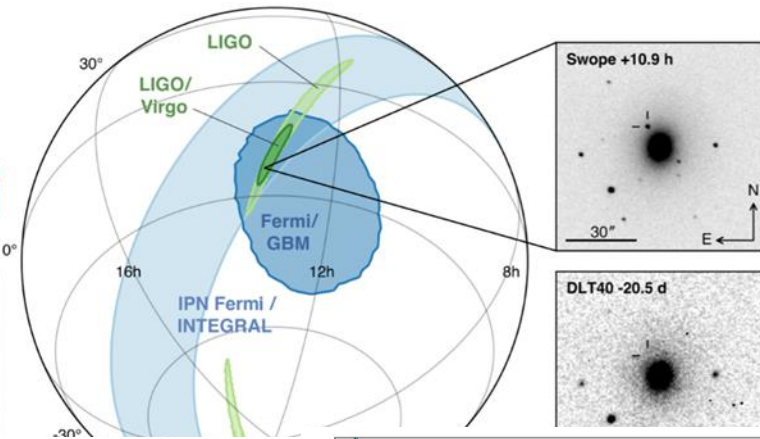 LIGO
30°
LIGO/
Virgo
Swope +10.9 h
N
30″
E
Fermi/
GBM
0°
16h
12h
8h
IPN Fermi /
INTEGRAL
DLT40 -20.5 d
-30°